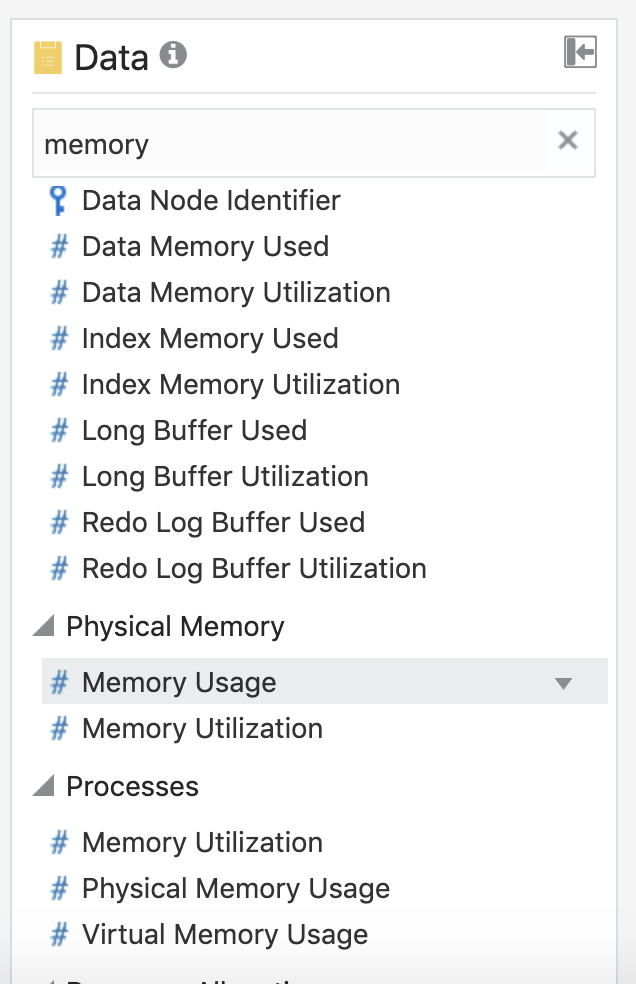 Data
memory
Data Node Identifier
# Data Memory Used
# Data Memory Utilization
# Index Memory Used
# Index Memory Utilization
# Long Buffer Used
# Long Buffer Utilization
# Redo Log Buffer Used
# Redo Log Buffer Utilization
Physical Memory
# Memory Usage
# Memory Utilization
Processes
# Memory Utilization
# Physical Memory Usage
# Virtual Memory Usage